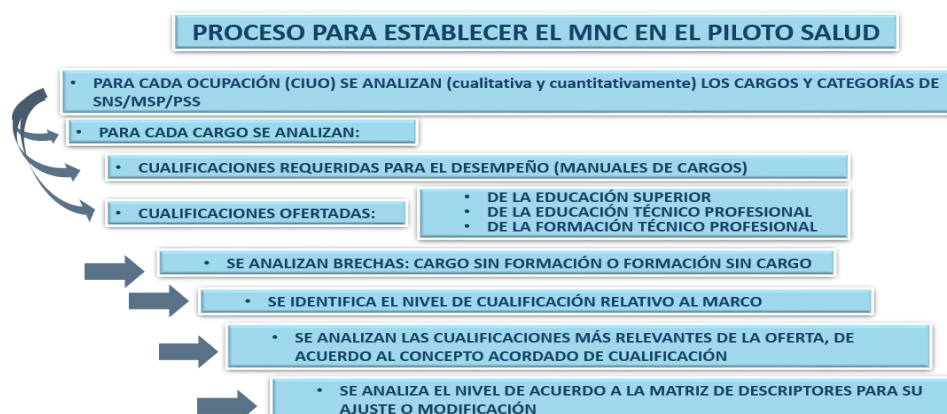 PROCESO PARA ESTABLECER EL MNC EN EL PILOTO SALUD
• PARA CADA OCUPACIÓN (CIUO) SE ANALIZAN (cualitativa y cuantitativamente) LOS CARGOS Y CATEGORÍAS DE
SNS/MSP/PSS
• PARA CADA CARGO SE ANALIZAN:
• CUALIFICACIONES REQUERIDAS PARA EL DESEMPEÑO (MANUALES DE CARGOS)
• CUALIFICACIONES OFERTADAS:
• DE LA EDUCACIÓN SUPERIOR
• DE LA EDUCACIÓN TÉCNICO PROFESIONAL
• DE LA FORMACIÓN TÉCNICO PROFESIONAL
• SE ANALIZAN BRECHAS: CARGO SIN FORMACIÓN O FORMACIÓN SIN CARGO
• SE IDENTIFICA EL NIVEL DE CUALIFICACIÓN RELATIVO AL MARCO
• SE ANALIZAN LAS CUALIFICACIONES MÁS RELEVANTES DE LA OFERTA, DE
ACUERDO AL CONCEPTO ACORDADO DE CUALIFICACIÓN
• SE ANALIZA EL NIVEL DE ACUERDO A LA MATRIZ DE DESCRIPTORES PARA SU
AJUSTE O MODIFICACIÓN